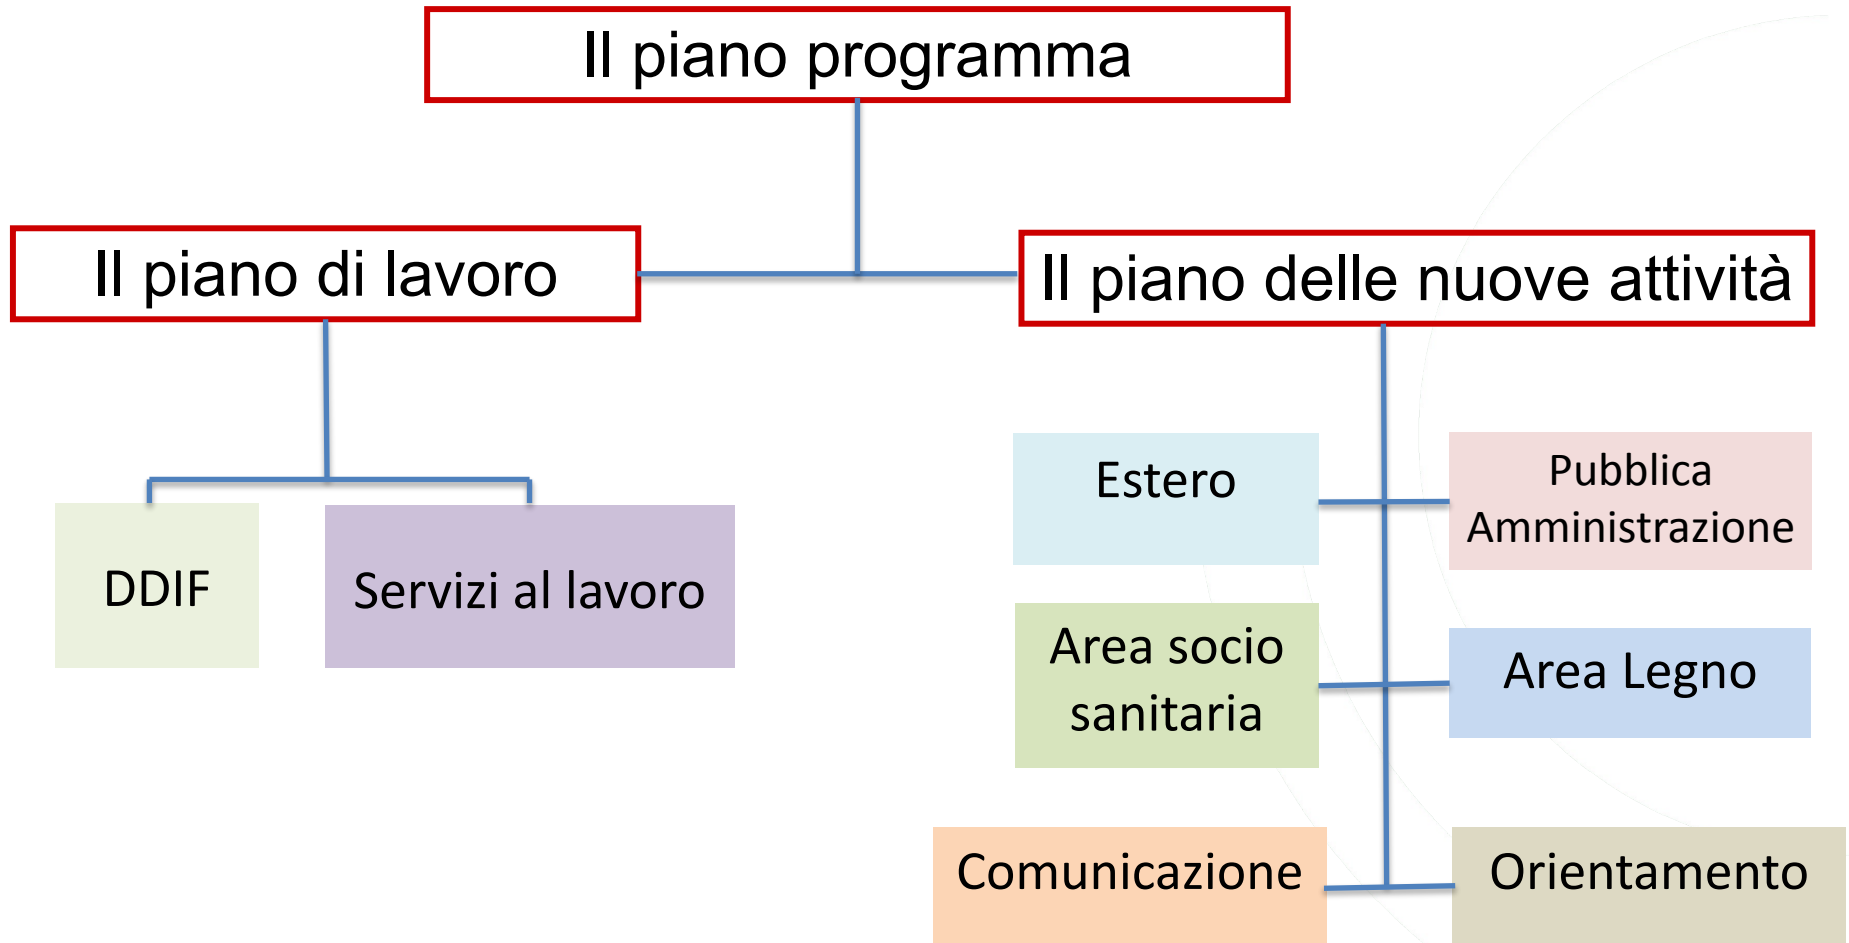 Il piano programma
Il piano di lavoro
Il piano delle nuove attività
Estero
Pubblica
Amministrazione
DDIF
Servizi al lavoro
Area socio
sanitaria
Area Legno
Comunicazione
Orientamento